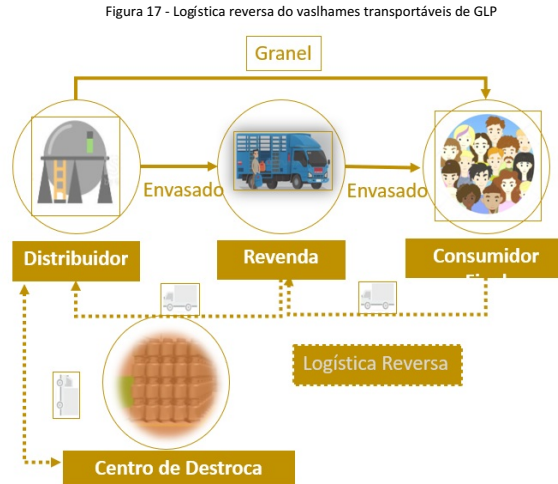 Figura 17 - Logística reversa do vaslhames transportáveis de GLP
Granel
Envasado
Envasado
Distribuidor
Revenda
Consumidor
Logística Reversa
Centro de Destroca